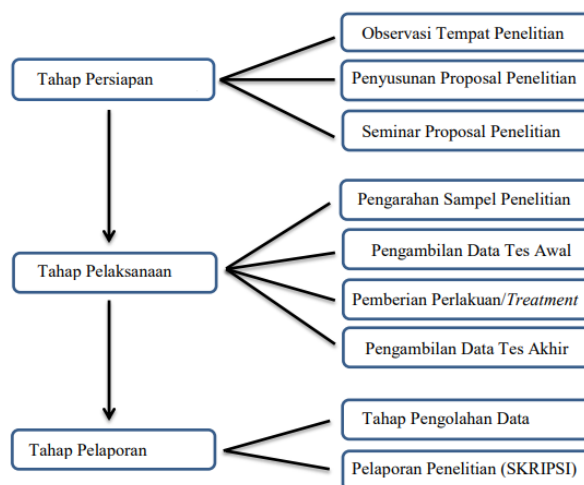 Tahap Persiapan
Observasi Tempat Penelitian
Penyusunan Proposal Penelitian
Seminar Proposal Penelitian
Tahap Pelaksanaan
Pengarahan Sampel Penelitian
Pengambilan Data Tes Awal
Pemberian Perlakuan/Treatment
Pengambilan Data Tes Akhir
Tahap Pelaporan
Tahap Pengolahan Data
Pelaporan Penelitian (SKRIPSI)